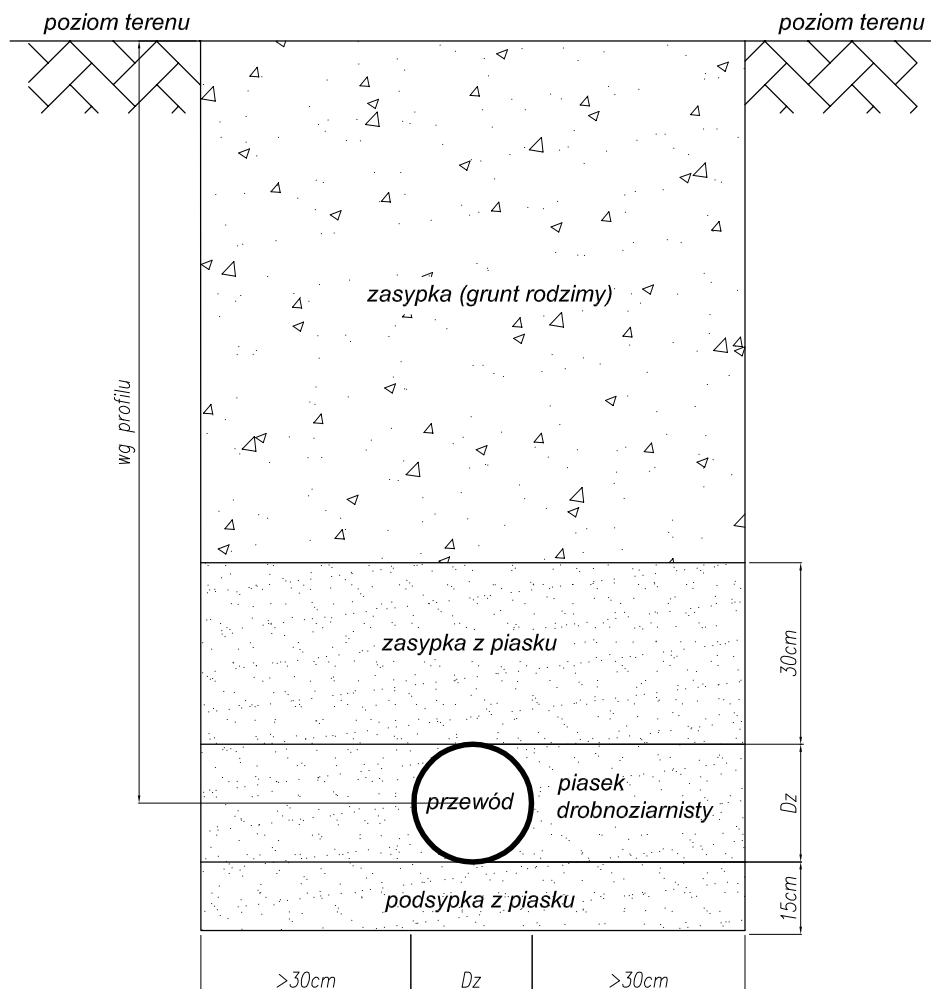 poziom terenu
poziom terenu
zasypka (grunt rodzimy)
wg profilu
zasypka z piasku
30cm
piasek
drobnoziarnisty
przewód
Dz
podsypka z piasku
15cm
>30cm
Dz
>30cm